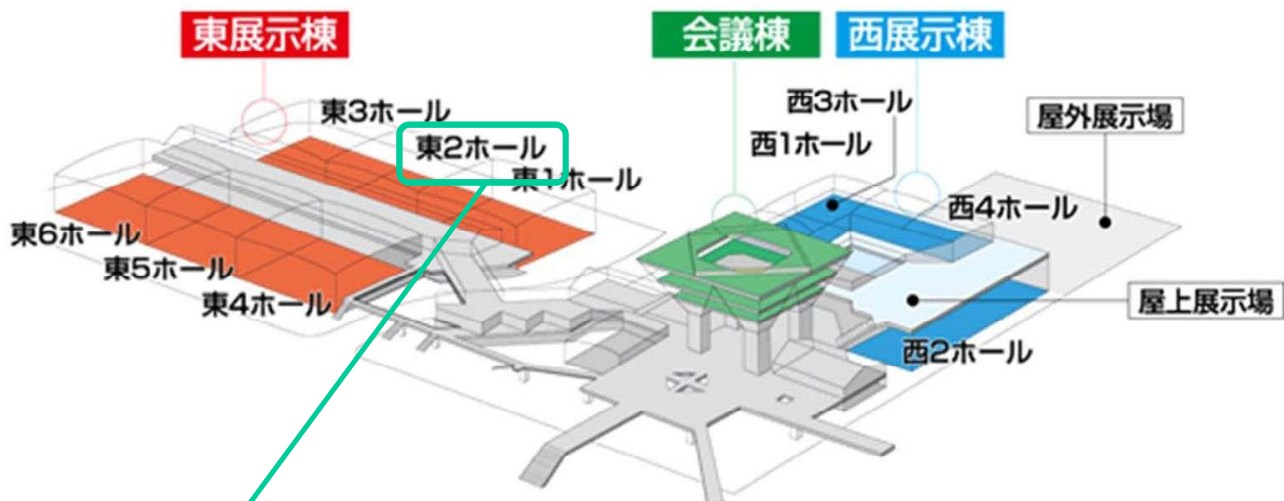 東展示棟
会議棟
西展示棟
東3ホール
東2ホール
東1ホール
東6ホール
東5ホール
東4ホール
西3ホール
西1ホール
西4ホール
屋外展示場
屋上展示場
西2ホール